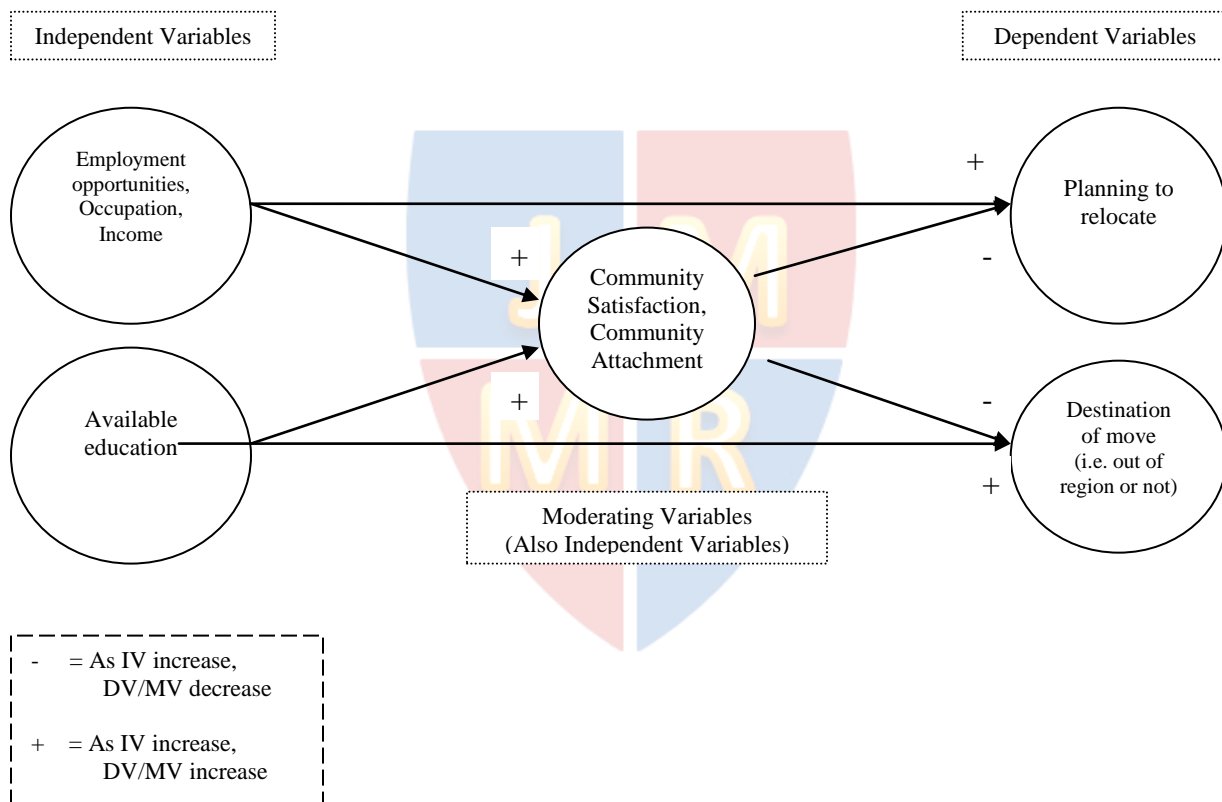 Independent Variables
Dependent Variables
Employment
opportunities,
Occupation,
Income
+
Planning to
relocate
+
-
Community
Satisfaction,
Community
Attachment
J M
M R
Available
education
+
-
Destination
of move
(i.e. out of
region or not)
+
Moderating Variables
(Also Independent Variables)
- = As IV increase,
DV/MV decrease
+ = As IV increase,
DV/MV increase